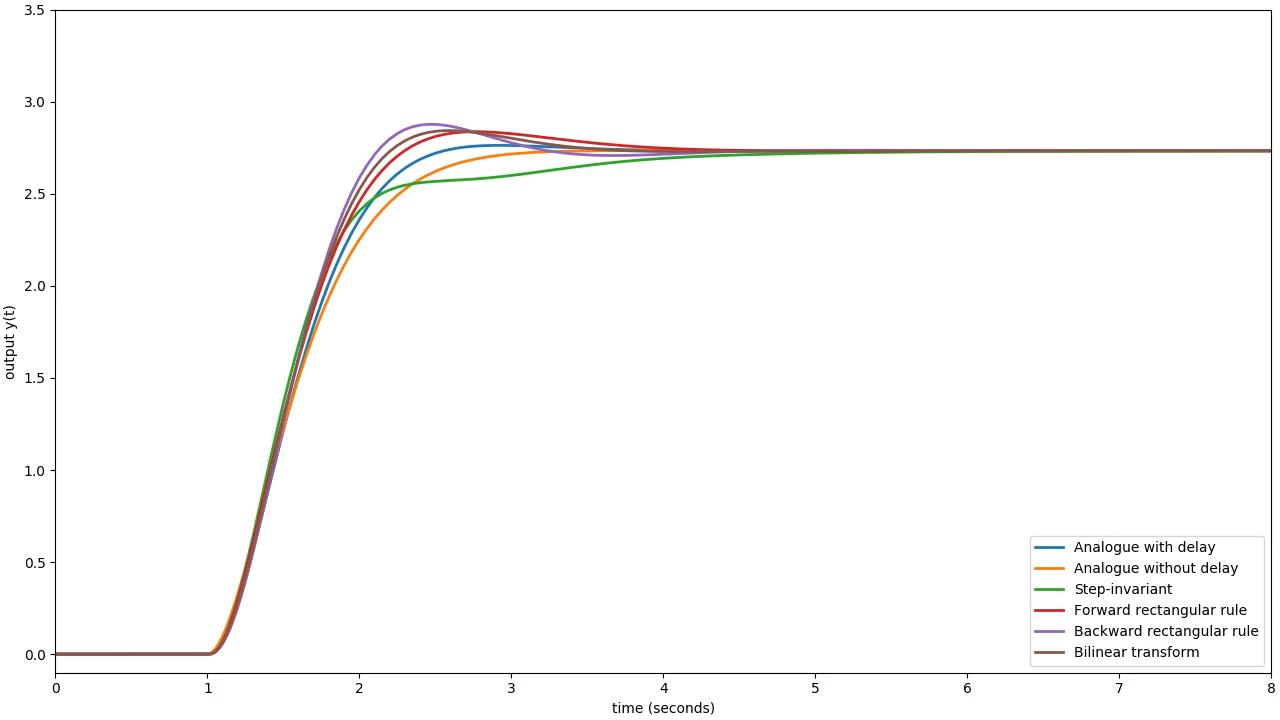 3.5
3.0
2.5
2.0
1.5
1.0
0.5
0.0
output y(t)
0 1 2 3 4 5 6 7 8
time (seconds)
Analogue with delay
Analogue without delay
Step-invariant
Forward rectangular rule
Backward rectangular rule
Bilinear transform